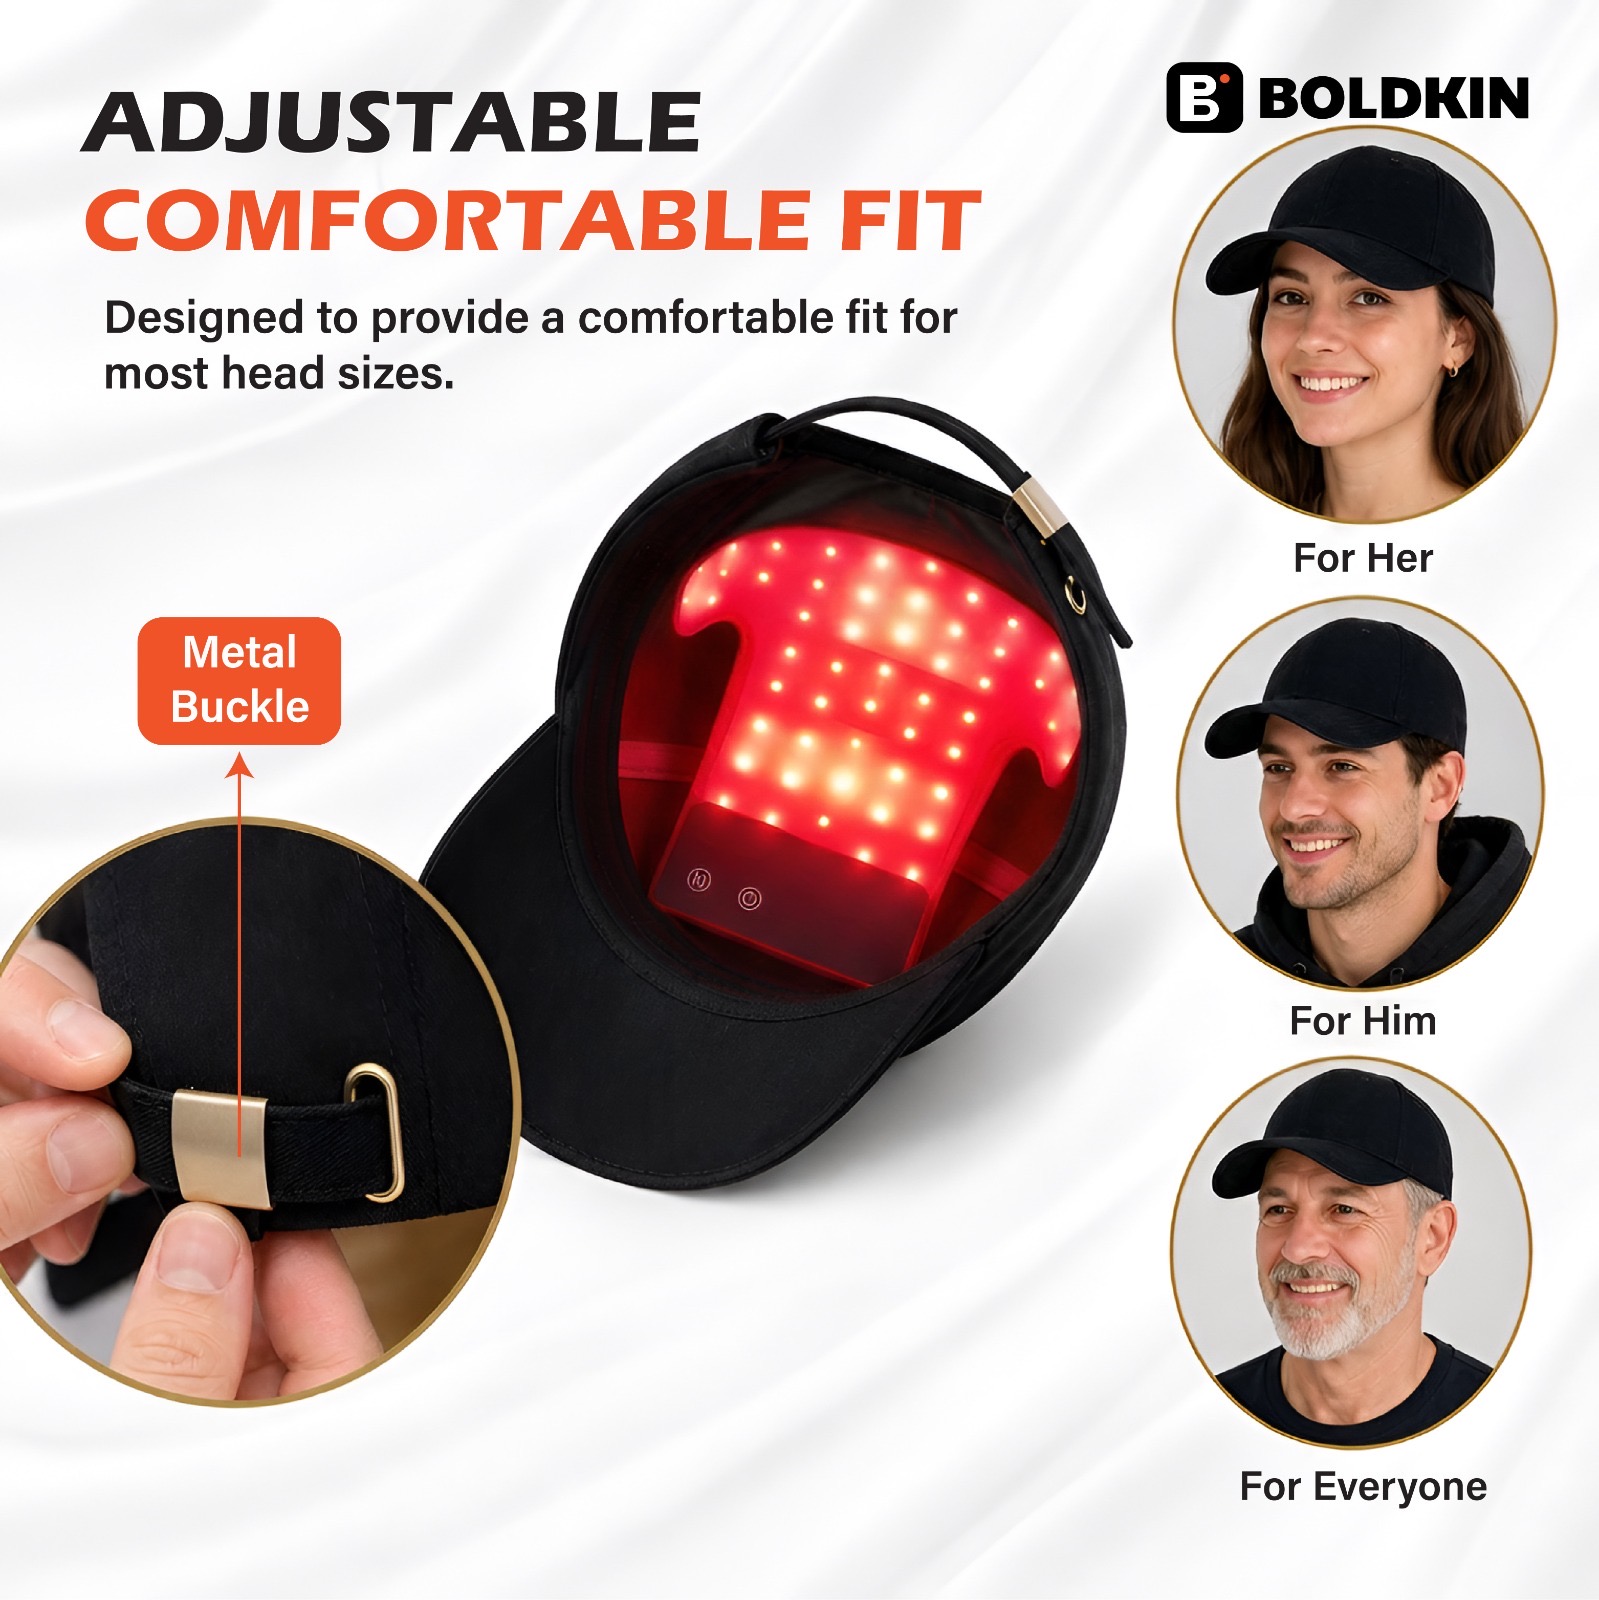 ADJUSTABLE
COMFORTABLE FIT
Designed to provide a comfortable fit for
most head sizes.
B BOLDKIN
For Her
Metal
Buckle
For Him
For Everyone